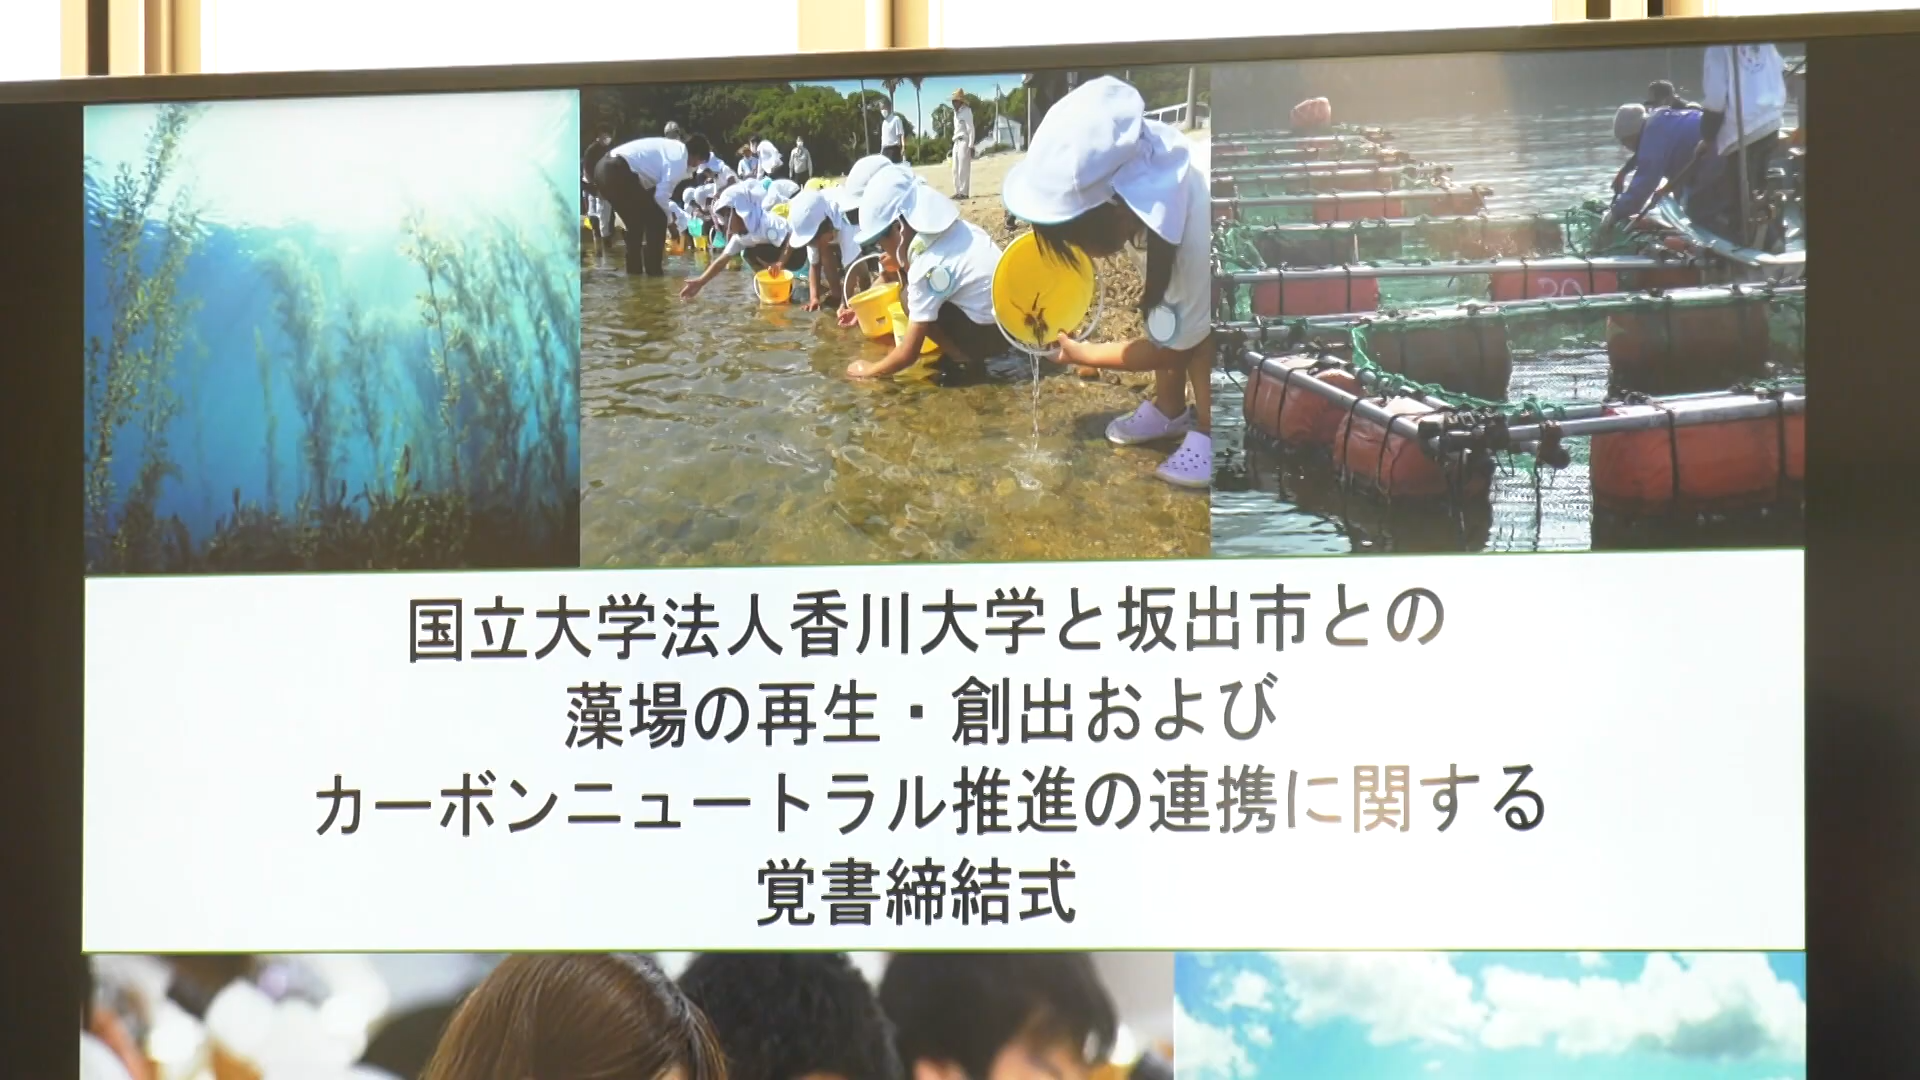 国立大学法人香川大学と坂出市との
藻場の再生・創出および
カーボンニュートラル推進の連携に関する
覚書締結式